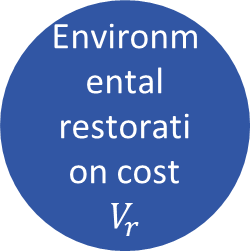 Environm
ental
restorati
on cost
Vᵣ